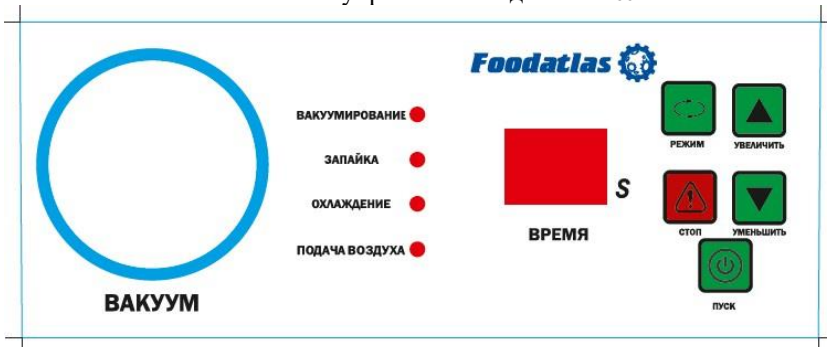 Foodatlas
ВАКУУМИРОВАНИЕ
ЗАПАЙКА
ОХЛАЖДЕНИЕ
ПОДАЧА ВОЗДУХА
ВАКУУМ
S
ВРЕМЯ
РЕЖИМ
УВЕЛИЧИТЬ
СТОП
УМЕНЬШИТЬ
ПУСК